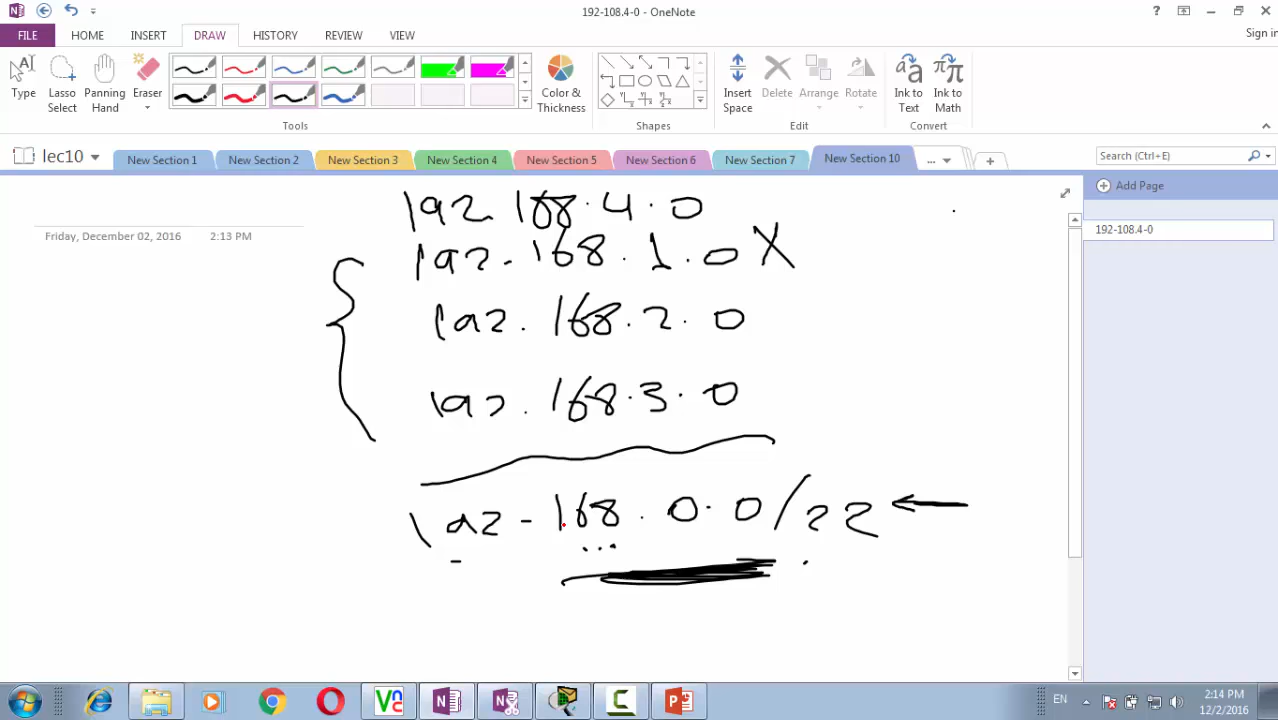 192-108.4-0 - OneNote
Sign in
FILE HOME INSERT DRAW HISTORY REVIEW VIEW
Type Lasso Select Panning Hand Eraser Color & Thickness Insert Space Delete Arrange Rotate Ink to Text Ink to Math
Tools Shapes Edit Convert
lec10 New Section 1 New Section 2 New Section 3 New Section 4 New Section 5 New Section 6 New Section 7 New Section 10 ... Search (Ctrl+E)
Add Page
192-108.4-0
Friday, December 02, 2016 2:13 PM
192.168.4.0
192.168.1.0 X
192.168.2.0
192.168.3.0
192-168.0.0/22
EN 2:14 PM
12/2/2016